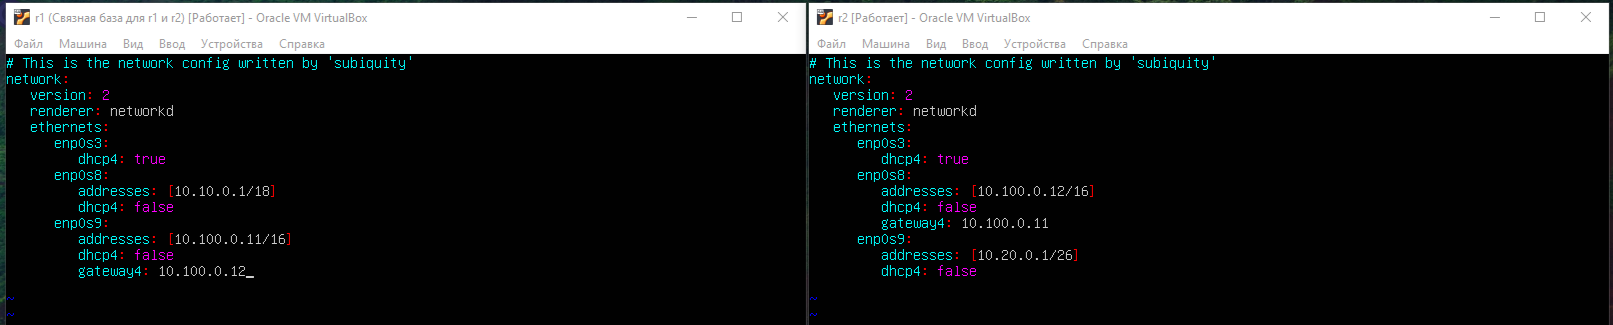 r1 (Связная база для r1 и r2) [Работает] - Oracle VM VirtualBox
Файл Машина Вид Ввод Устройства Справка
# This is the network config written by 'subiquity'
network:
version: 2
renderer: networkd
ethernets:
enp0s3:
dhcp4: true
enp0s8:
addresses: [10.10.0.1/18]
dhcp4: false
enp0s9:
addresses: [10.100.0.11/16]
dhcp4: false
gateway4: 10.100.0.12_
~
~
r2 [Работает] - Oracle VM VirtualBox
Файл Машина Вид Ввод Устройства Справка
# This is the network config written by 'subiquity'
network:
version: 2
renderer: networkd
ethernets:
enp0s3:
dhcp4: true
enp0s8:
addresses: [10.100.0.12/16]
dhcp4: false
gateway4: 10.100.0.11
enp0s9:
addresses: [10.20.0.1/26]
dhcp4: false
~
~